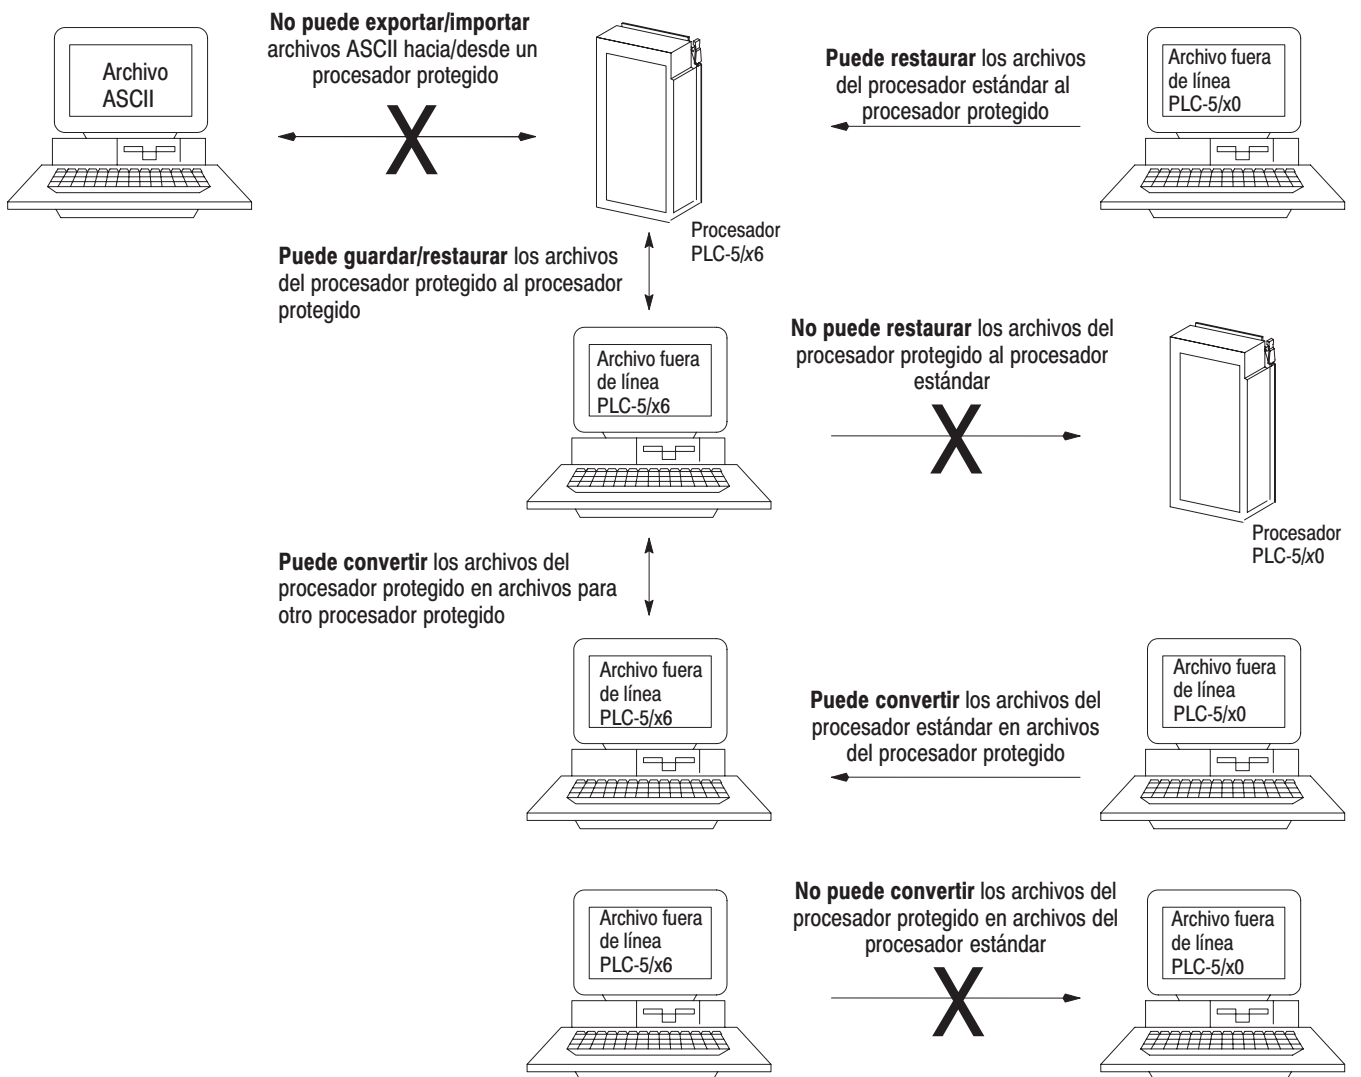 No puede exportar/importar
archivos ASCII hacia/desde un
procesador protegido
Archivo
ASCII
Procesador
PLC-5/x6
Puede restaurar los archivos
del procesador estándar al
procesador protegido
Archivo fuera
de línea
PLC-5/x0
Puede guardar/restaurar los archivos
del procesador protegido al procesador
protegido
Archivo fuera
de línea
PLC-5/x6
No puede restaurar los archivos del
procesador protegido al procesador
estándar
X
X
Procesador
PLC-5/x0
Puede convertir los archivos del
procesador protegido en archivos para
otro procesador protegido
Archivo fuera
de línea
PLC-5/x6
Puede convertir los archivos del
procesador estándar en archivos
del procesador protegido
Archivo fuera
de línea
PLC-5/x0
Archivo fuera
de línea
PLC-5/x6
No puede convertir los archivos del
procesador protegido en archivos del
procesador estándar
X
Archivo fuera
de línea
PLC-5/x0